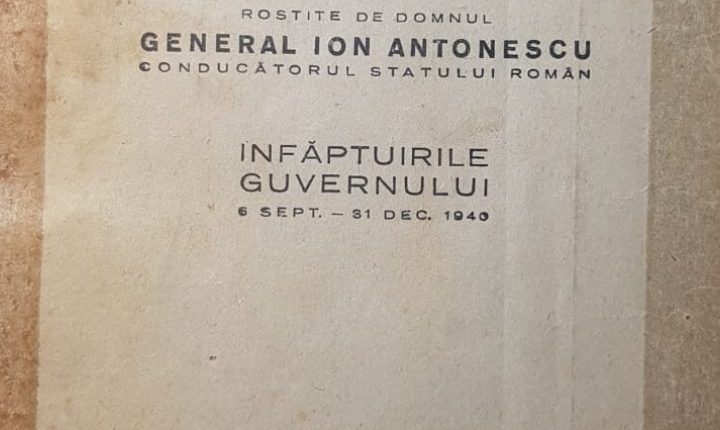 ROSTITE DE DOMNUL
GENERAL ION ANTONESCU
CONDUCĂTORUL STATULUI ROMÂN
INFĂPTUIRILE
GUVERNULUI
6 SEPT. – 31 DEC. 1940